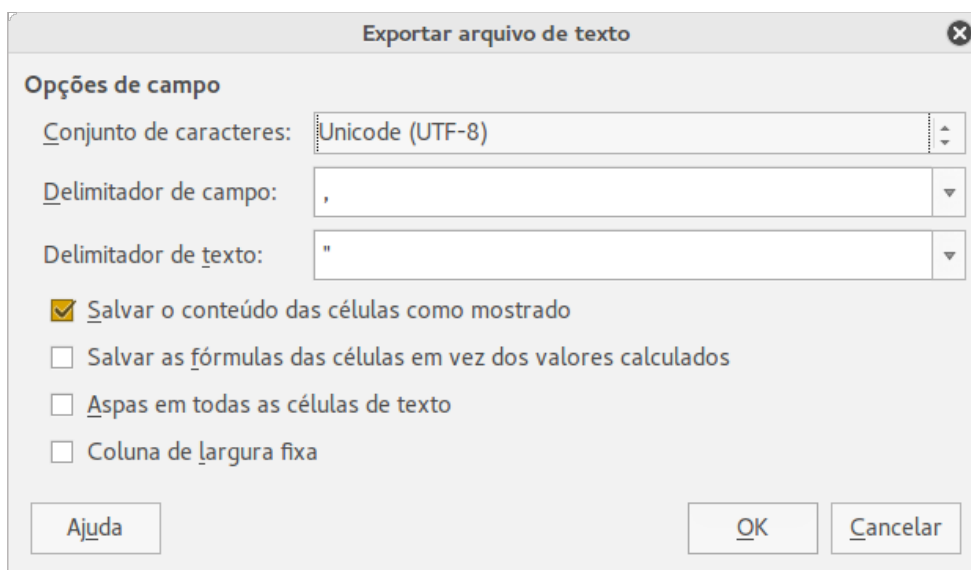 Exportar arquivo de texto
Opções de campo
Conjunto de caracteres: Unicode (UTF-8)
Delimitador de campo: ,
Delimitador de texto: "
Salvar o conteúdo das células como mostrado
Salvar as fórmulas das células em vez dos valores calculados
Aspas em todas as células de texto
Coluna de largura fixa
Ajuda OK Cancelar